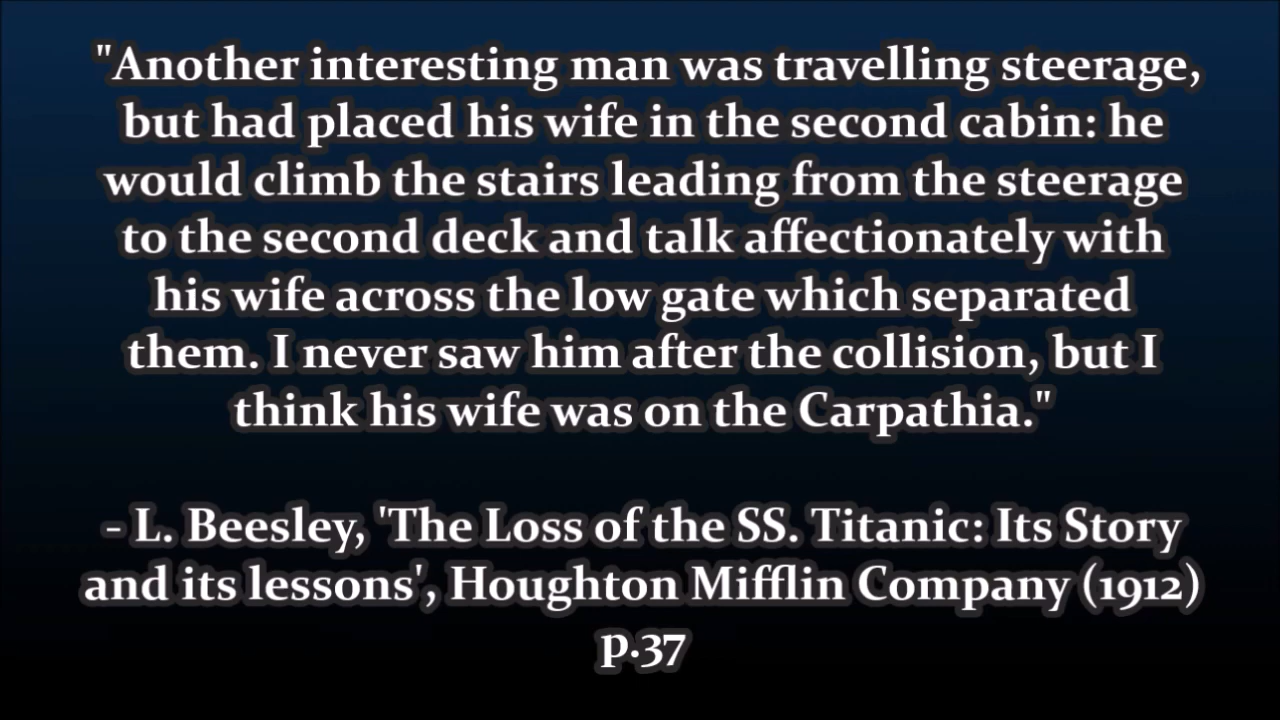 "Another interesting man was travelling steerage,
but had placed his wife in the second cabin: he
would climb the stairs leading from the steerage
to the second deck and talk affectionately with
his wife across the low gate which separated
them. I never saw him after the collision, but I
think his wife was on the Carpathia."
- L. Beesley, 'The Loss of the SS. Titanic: Its Story
and its lessons', Houghton Mifflin Company (1912)
p.37